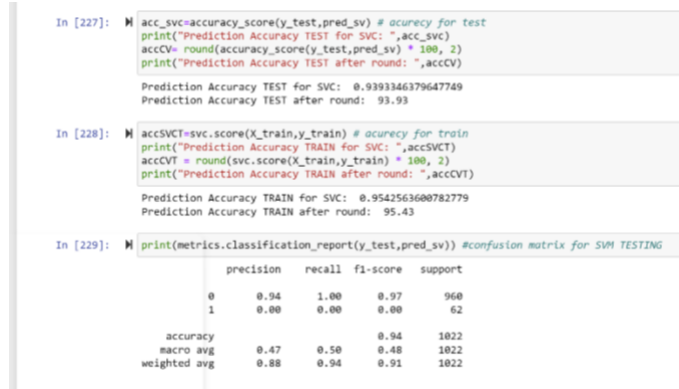 In [227]: acc_svc=accuracy_score(y_test,pred_sv) # acurecy for test
print("Prediction Accuracy TEST for SVC: ",acc_svc)
accCV= round(accuracy_score(y_test,pred_sv) * 100, 2)
print("Prediction Accuracy TEST after round: ",accCV)
Prediction Accuracy TEST for SVC: 0.9393346379647749
Prediction Accuracy TEST after round: 93.93
In [228]: accSVCT=svc.score(X_train,y_train) # acurecy for train
print("Prediction Accuracy TRAIN for SVC: ",accSVCT)
accCVT = round(svc.score(X_train,y_train) * 100, 2)
print("Prediction Accuracy TRAIN after round: ",accCVT)
Prediction Accuracy TRAIN for SVC: 0.9542563600782779
Prediction Accuracy TRAIN after round: 95.43
In [229]: print(metrics.classification_report(y_test,pred_sv)) #confusion matrix for SVM TESTING
precision recall f1-score support
0 0.94 1.00 0.97 960
1 0.00 0.00 0.00 62
accuracy 0.94 1022
macro avg 0.47 0.50 0.48 1022
weighted avg 0.88 0.94 0.91 1022